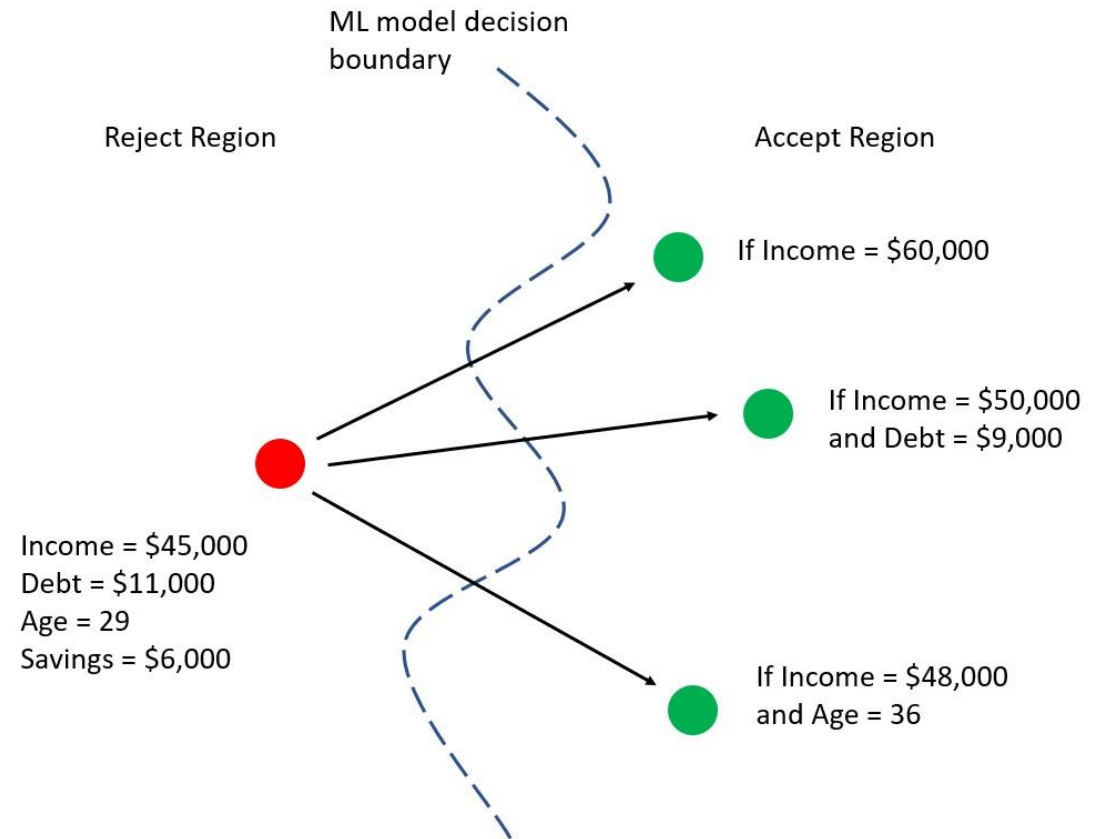 ML model decision
boundary
Reject Region
Accept Region
If Income = $60,000
If Income = $50,000
and Debt = $9,000
Income = $45,000
Debt = $11,000
Age = 29
Savings = $6,000
If Income = $48,000
and Age = 36